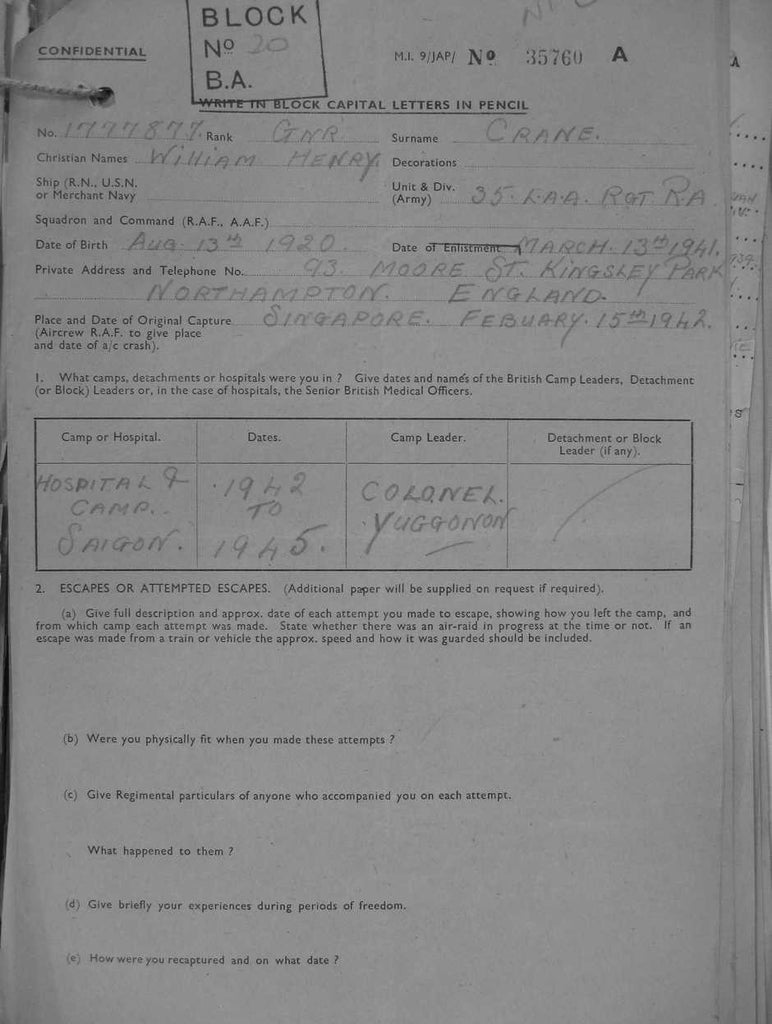 BLOCK
Nº 20
B.A.
CONFIDENTIAL
M.I. 9/JAP/ Nº 35760 A
WRITE IN BLOCK CAPITAL LETTERS IN PENCIL
No. 1777877. Rank GNR Surname CRANE.
Christian Names WILLIAM HENRY Decorations
Ship (R.N., U.S.N. or Merchant Navy
Unit & Div. (Army) 35. L.A.A. RGT R.A.
Squadron and Command (R.A.F., A.A.F.)
Date of Birth AUG. 13th 1920. Date of Enlistment MARCH. 13th 1941.
Private Address and Telephone No. 93. MOORE ST. KINGSLEY PARK
NORTHAMPTON. ENGLAND.
Place and Date of Original Capture SINGAPORE. FEBUARY. 15th 1942.
(Aircrew R.A.F. to give place
and date of a/c crash).
1. What camps, detachments or hospitals were you in ? Give dates and names of the British Camp Leaders, Detachment
(or Block) Leaders or, in the case of hospitals, the Senior British Medical Officers.
Camp or Hospital. Dates. Camp Leader. Detachment or Block
Leader (if any).
HOSPITAL & 1942 COLONEL.
CAMP. TO YUGGONON
SAIGON. 1945.
2. ESCAPES OR ATTEMPTED ESCAPES. (Additional paper will be supplied on request if required).
(a) Give full description and approx. date of each attempt you made to escape, showing how you left the camp, and
from which camp each attempt was made. State whether there was an air-raid in progress at the time or not. If an
escape was made from a train or vehicle the approx. speed and how it was guarded should be included.
(b) Were you physically fit when you made these attempts ?
(c) Give Regimental particulars of anyone who accompanied you on each attempt.
What happened to them ?
(d) Give briefly your experiences during periods of freedom.
(e) How were you recaptured and on what date ?